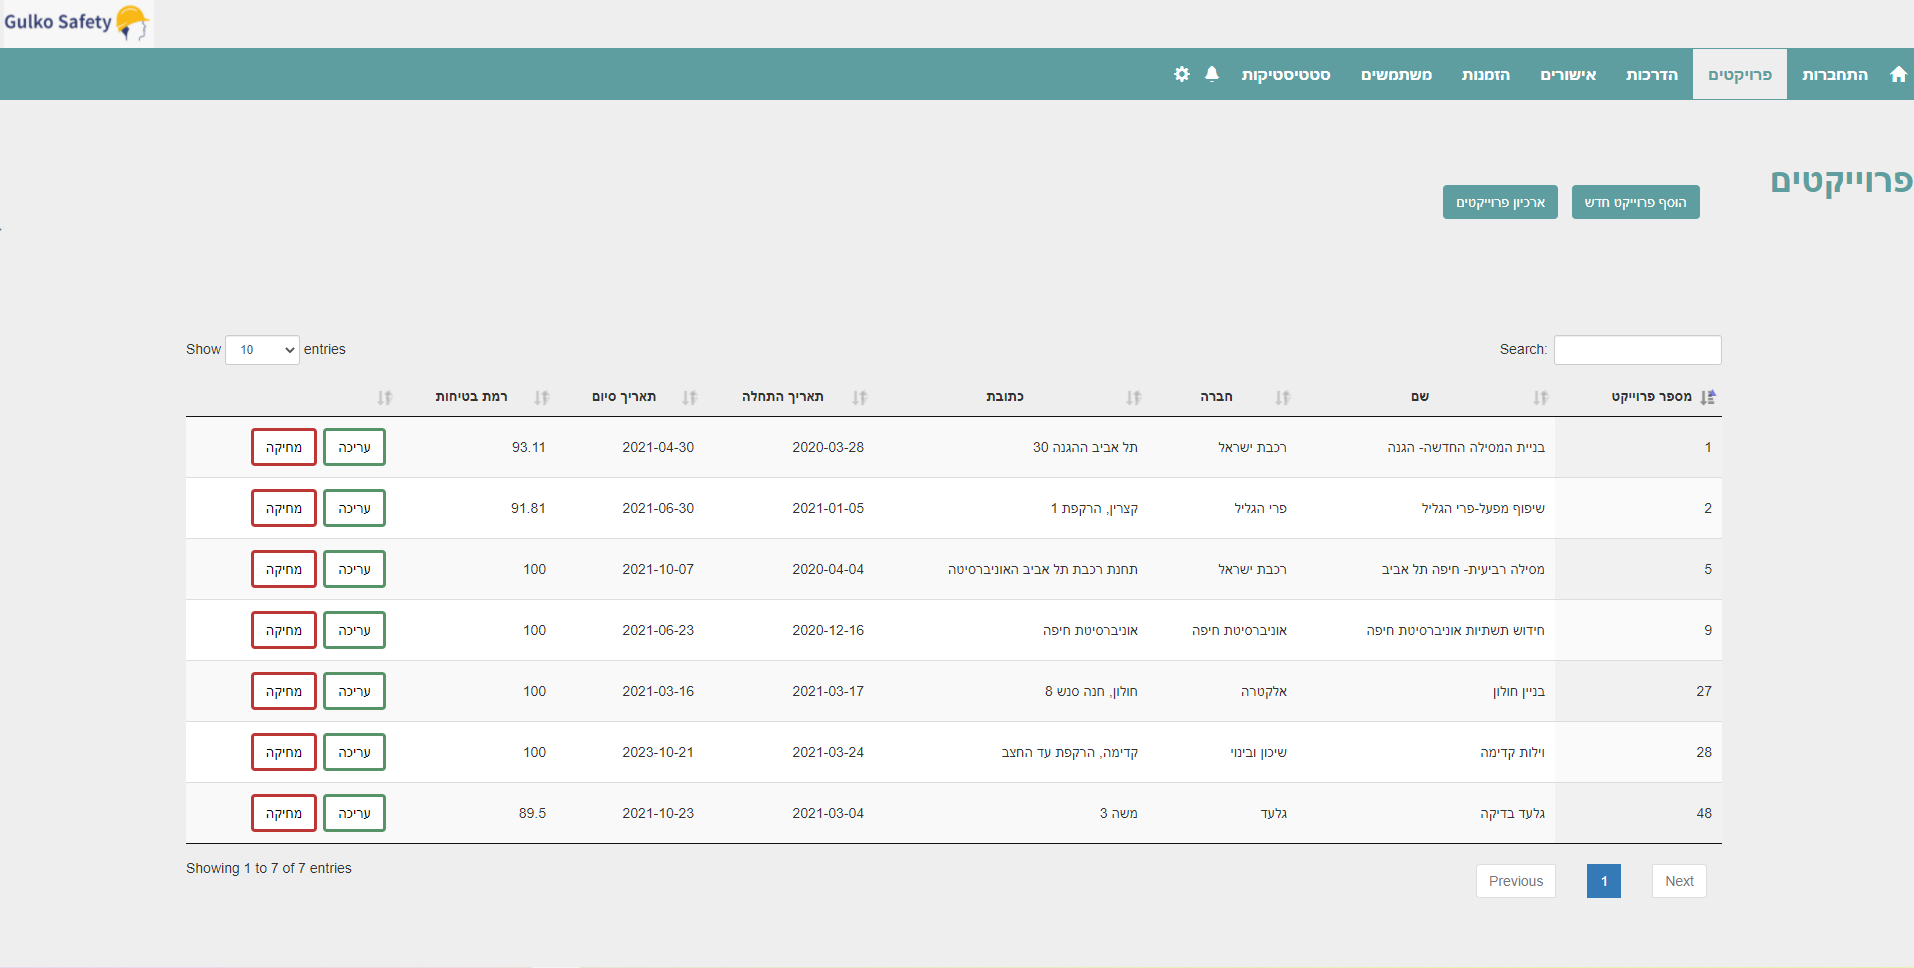 Gulko Safety
התחברות פרויקטים הדרכות אישורים הזמנות משתמשים סטטיסטיקות
פרוייקטים
הוסף פרוייקט חדש ארכיון פרוייקטים
Show 10 entries Search:
מספר פרוייקט שם חברה כתובת תאריך התחלה תאריך סיום רמת בטיחות
1 בניית המסילה החדשה- הגנה רכבת ישראל תל אביב ההגנה 30 2020-03-28 2021-04-30 93.11 עריכה מחיקה
2 שיפוף מפעל-פרי הגליל פרי הגליל קצרין, הרקפת 1 2021-01-05 2021-06-30 91.81 עריכה מחיקה
5 מסילה רביעית- חיפה תל אביב רכבת ישראל תחנת רכבת תל אביב האוניברסיטה 2020-04-04 2021-10-07 100 עריכה מחיקה
9 חידוש תשתיות אוניברסיטת חיפה אוניברסיטת חיפה אוניברסיטת חיפה 2020-12-16 2021-06-23 100 עריכה מחיקה
27 בניין חולון אלקטרה חולון, חנה סנש 8 2021-03-17 2021-03-16 100 עריכה מחיקה
28 וילות קדימה שיכון ובינוי קדימה, הרקפת עד החצב 2021-03-24 2023-10-21 100 עריכה מחיקה
48 גלעד בדיקה גלעד משה 3 2021-03-04 2021-10-23 89.5 עריכה מחיקה
Showing 1 to 7 of 7 entries
Previous 1 Next